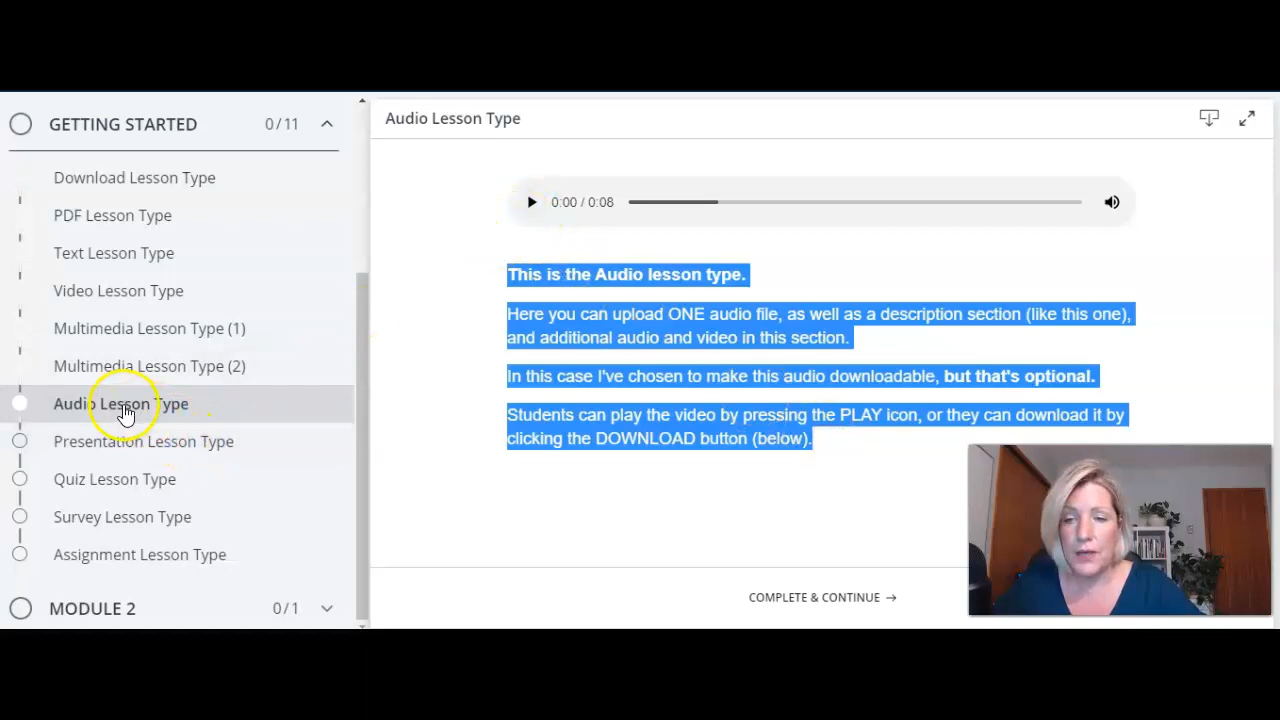 GETTING STARTED 0/11
Download Lesson Type
PDF Lesson Type
Text Lesson Type
Video Lesson Type
Multimedia Lesson Type (1)
Multimedia Lesson Type (2)
Audio Lesson Type
Presentation Lesson Type
Quiz Lesson Type
Survey Lesson Type
Assignment Lesson Type
MODULE 2 0/1
Audio Lesson Type
0:00 / 0:08
This is the Audio lesson type.
Here you can upload ONE audio file, as well as a description section (like this one),
and additional audio and video in this section.
In this case I've chosen to make this audio downloadable, but that's optional.
Students can play the video by pressing the PLAY icon, or they can download it by
clicking the DOWNLOAD button (below).
COMPLETE & CONTINUE →